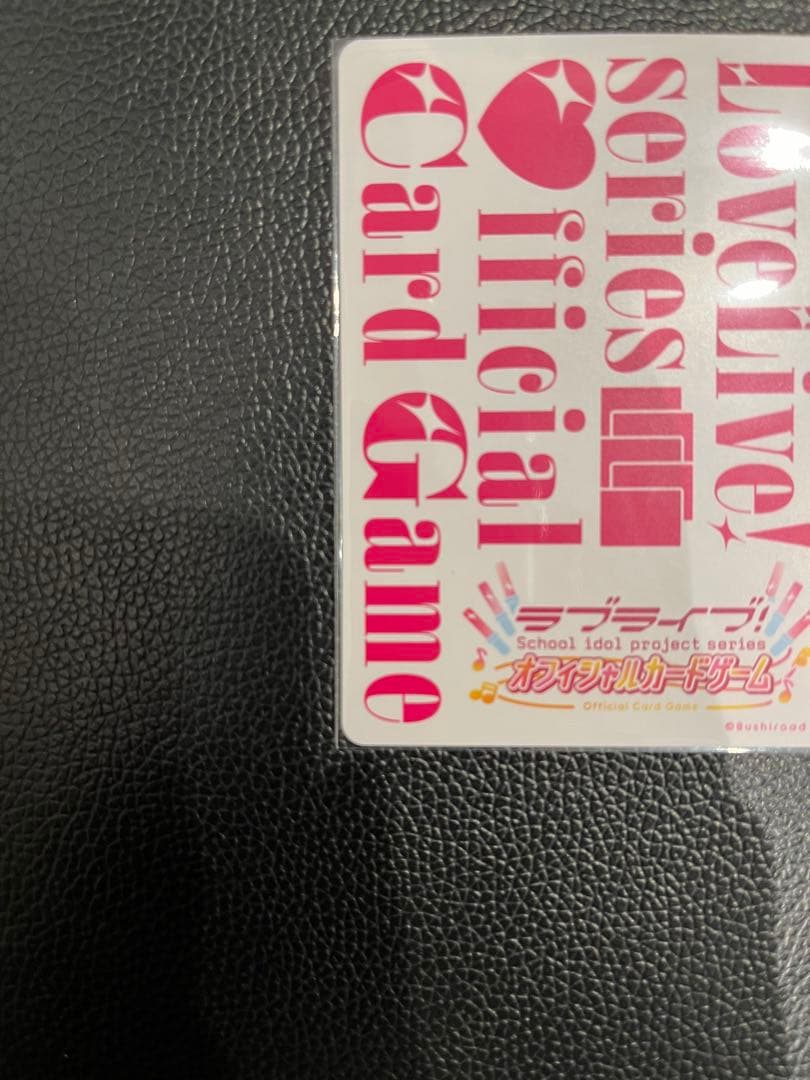 LoveLive!
series
fficial
Card Game
ラブライブ!
School idol project series
オフィシャルカードゲーム
Official Card Game
©Bushiroad